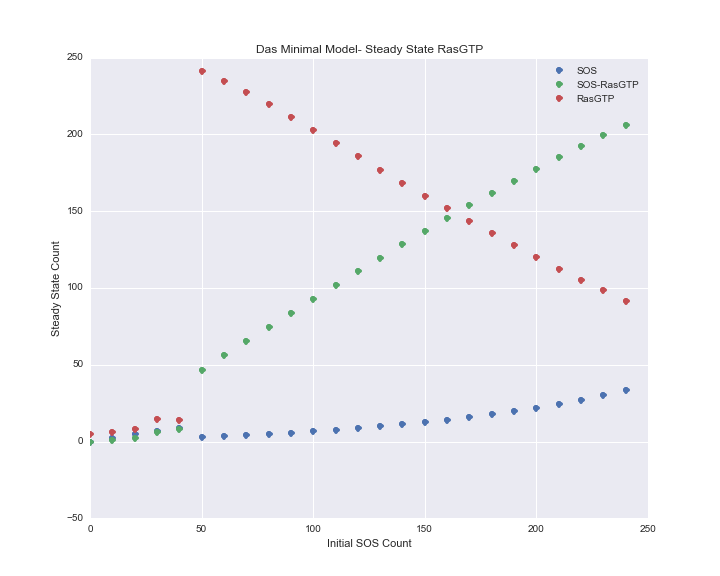 Das Minimal Model- Steady State RasGTP
250
200
150
100
50
0
−50
Steady State Count
SOS
SOS-RasGTP
RasGTP
0
50
100
150
200
250
Initial SOS Count